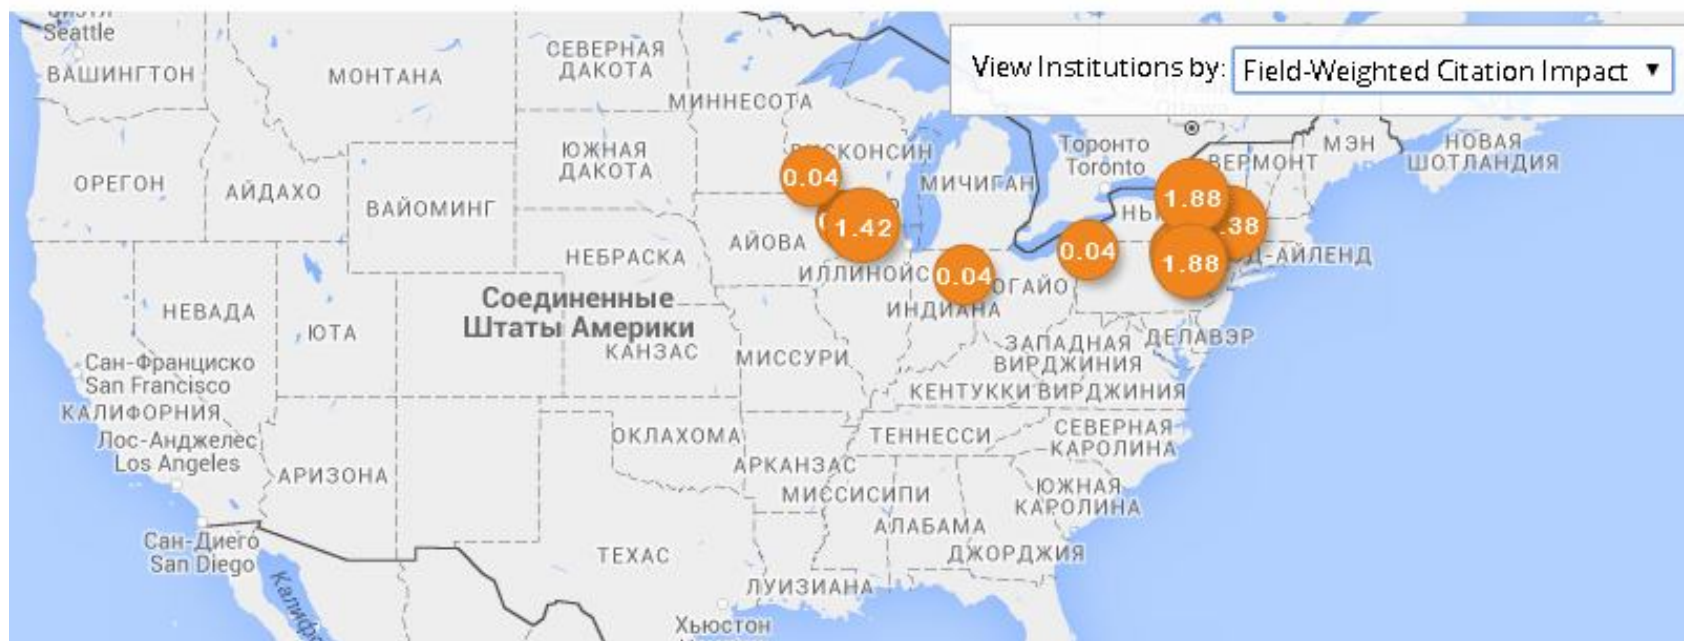 Seattle
ВАШИНГТОН
МОНТАНА
СЕВЕРНАЯ
ДАКОТА
МИННЕСОТА
View Institutions by: Field-Weighted Citation Impact
ОРЕГОН
АЙДАХО
ВАЙОМИНГ
ЮЖНАЯ
ДАКОТА
0.04
МИЧИГАН
Торонто
Toronto
ВЕРМОНТ
МЭН
НОВАЯ
ШОТЛАНДИЯ
1.88
НЕБРАСКА
АЙОВА
1.42
ИЛЛИНОЙС
0.04
ИНДИАНА
ОГАЙО
0.04
1.88
НЕВАДА
ЮТА
Соединенные
Штаты Америки
КАНЗАС
МИССУРИ
ЗАПАДНАЯ
ВИРДЖИНИЯ
ДЕЛАВЭР
КЕНТУККИ
ВИРДЖИНИЯ
Сан-Франциско
San Francisco
КАЛИФОРНИЯ
Лос-Анджелес
Los Angeles
АРИЗОНА
ОКЛАХОМА
АРКАНЗАС
ТЕННЕССИ
СЕВЕРНАЯ
КАРОЛИНА
МИССИСИПИ
ЮЖНАЯ
КАРОЛИНА
АЛАБАМА
ДЖОРДЖИЯ
Сан-Диего
San Diego
ТЕХАС
ЛУИЗИАНА
Хьюстон